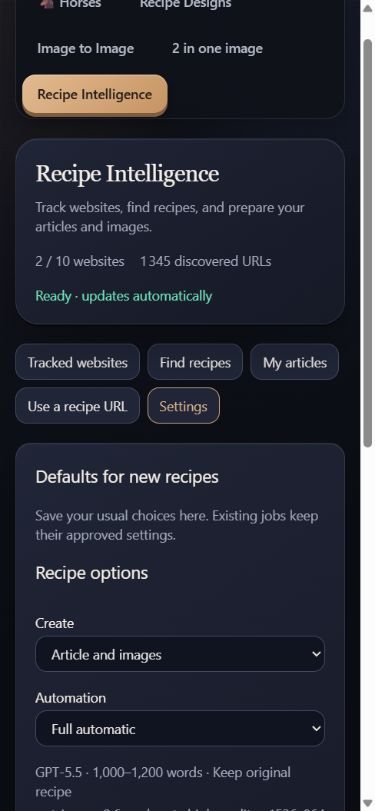 Horses Recipe Designs
Image to Image 2 in one image
Recipe Intelligence
Recipe Intelligence
Track websites, find recipes, and prepare your
articles and images.
2 / 10 websites 1 345 discovered URLs
Ready · updates automatically
Tracked websites Find recipes My articles
Use a recipe URL Settings
Defaults for new recipes
Save your usual choices here. Existing jobs keep
their approved settings.
Recipe options
Create
Article and images
Automation
Full automatic
GPT-5.5 · 1,000–1,200 words · Keep original
recipe